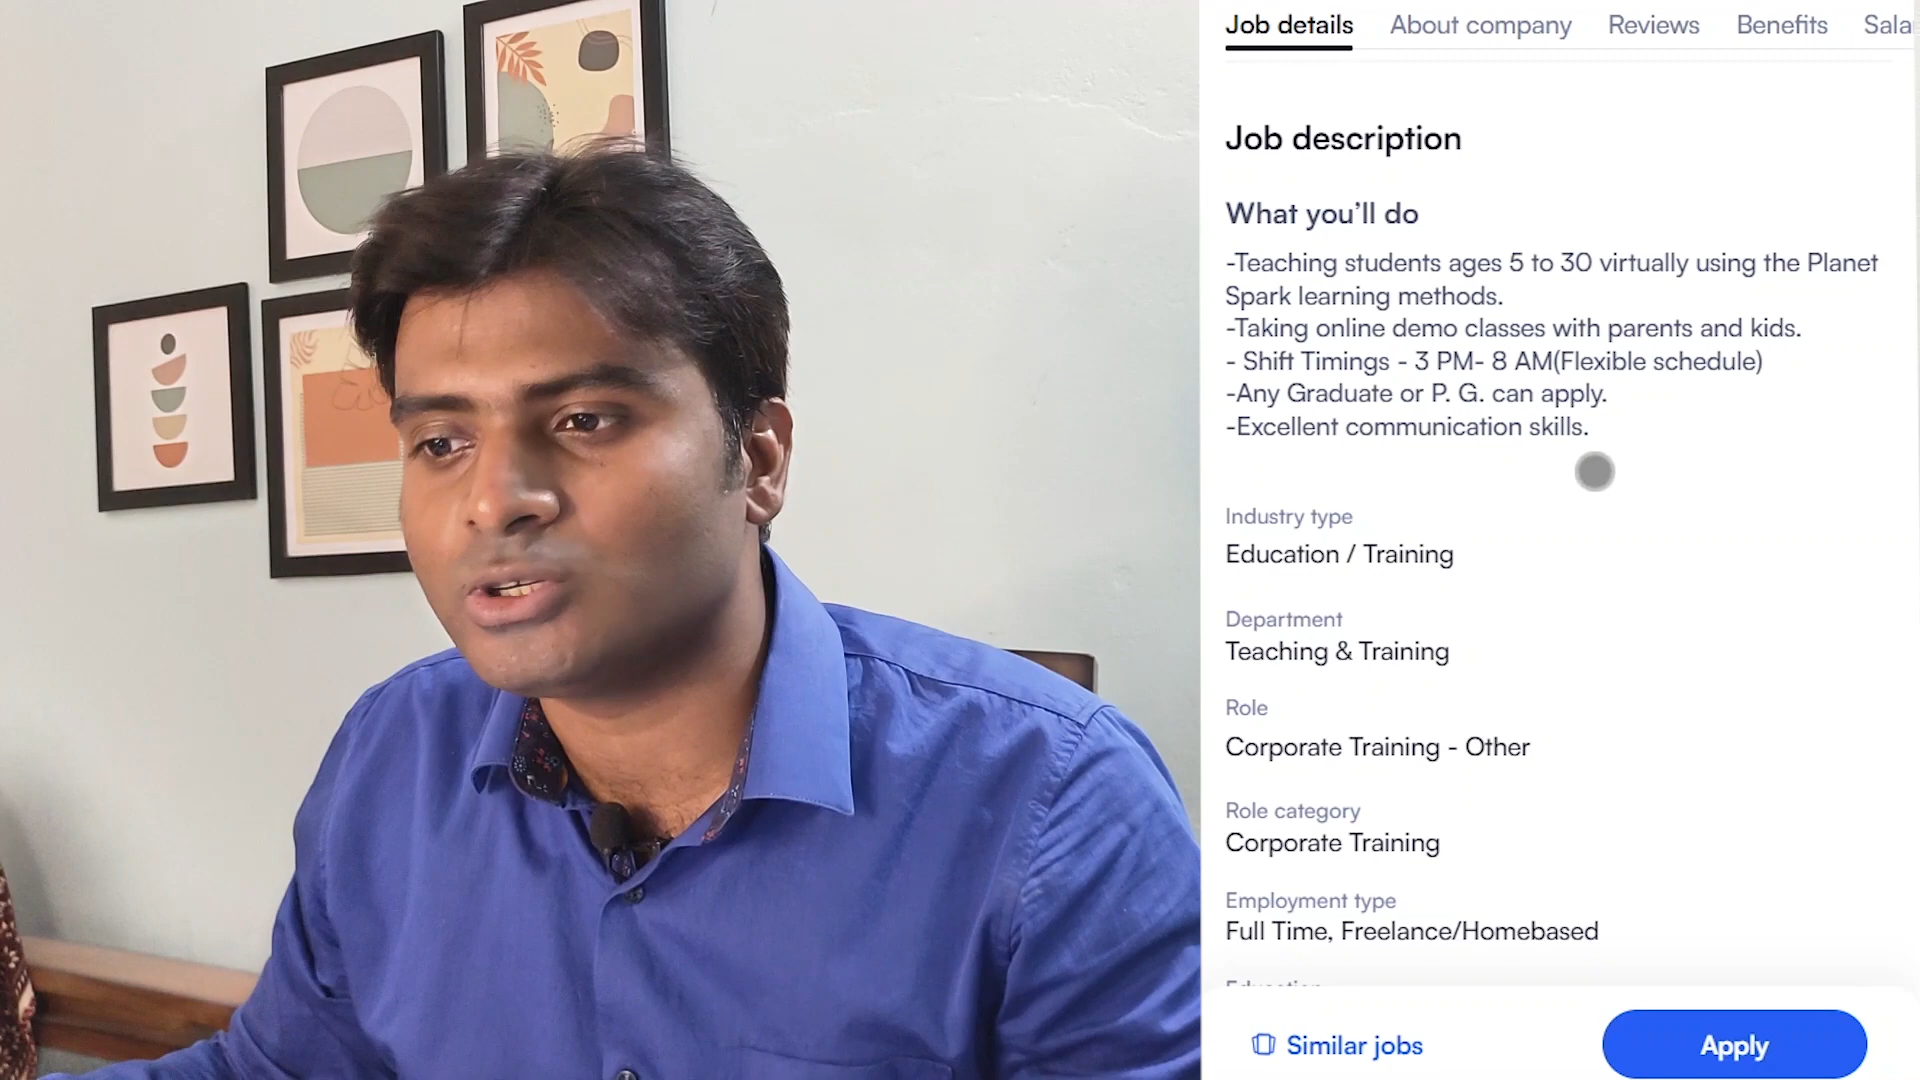 Job details About company Reviews Benefits
Job description
What you’ll do
-Teaching students ages 5 to 30 virtually using the Planet
Spark learning methods.
-Taking online demo classes with parents and kids.
- Shift Timings - 3 PM- 8 AM(Flexible schedule)
-Any Graduate or P. G. can apply.
-Excellent communication skills.
Industry type
Education / Training
Department
Teaching & Training
Role
Corporate Training - Other
Role category
Corporate Training
Employment type
Full Time, Freelance/Homebased
Similar jobs
Apply